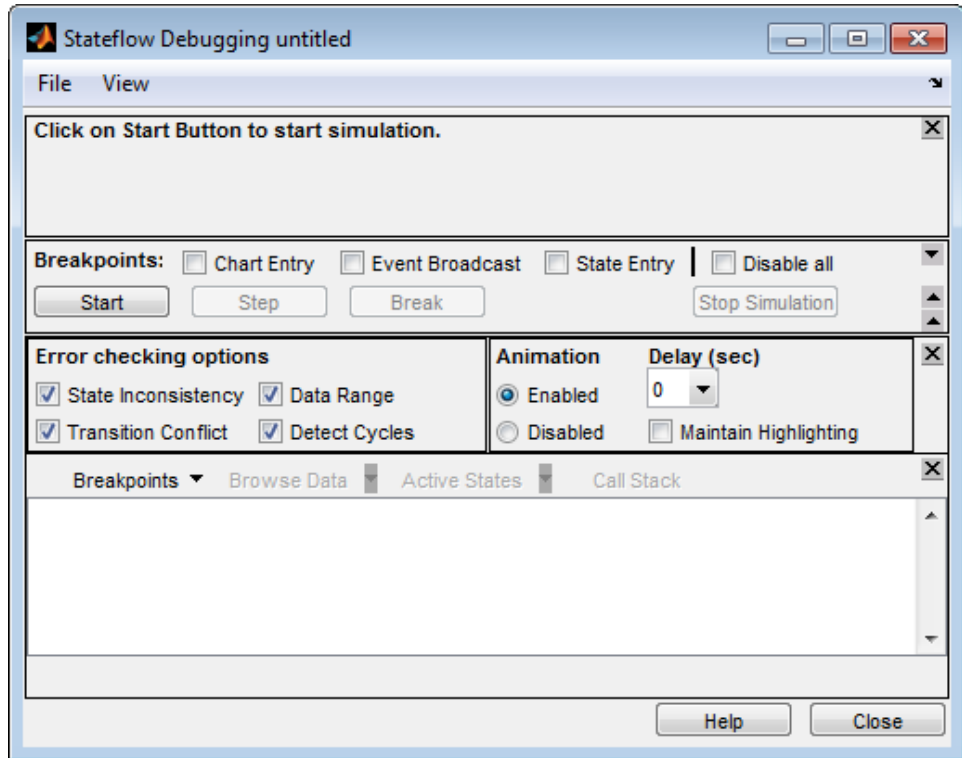 Stateflow Debugging untitled
File View
Click on Start Button to start simulation.
Breakpoints: Chart Entry Event Broadcast State Entry Disable all
Start Step Break Stop Simulation
Error checking options
State Inconsistency Data Range
Transition Conflict Detect Cycles
Animation Delay (sec)
Enabled 0
Disabled Maintain Highlighting
Breakpoints Browse Data Active States Call Stack
Help Close